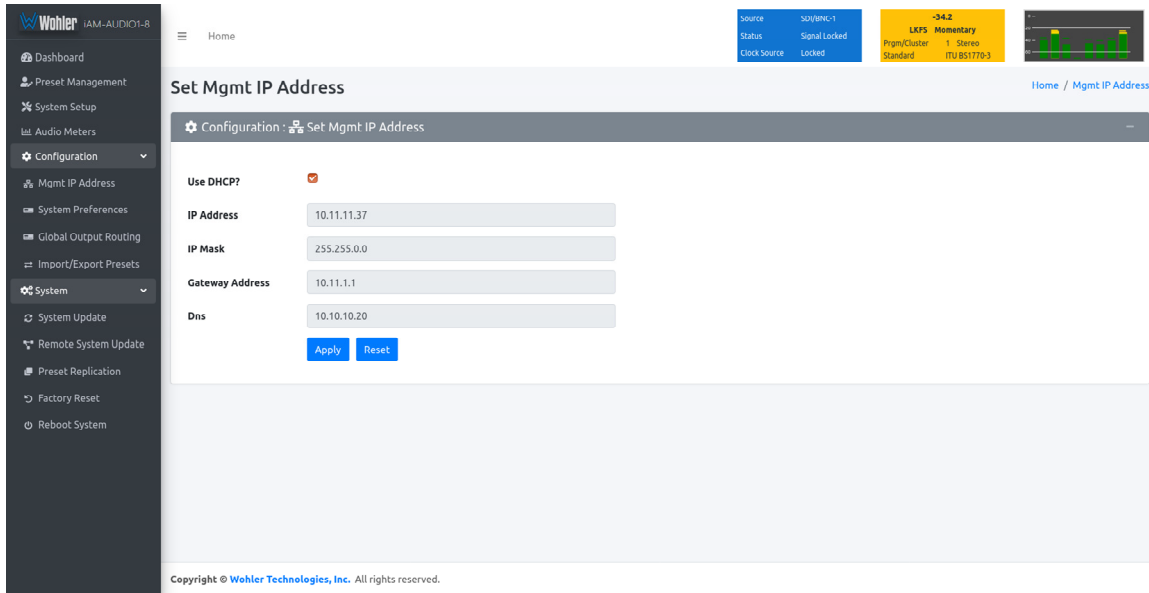 Wohler iAM-AUDIO1-8
Dashboard
Preset Management
System Setup
Audio Meters
Configuration
Mgmt IP Address
System Preferences
Global Output Routing
Import/Export Presets
System
System Update
Remote System Update
Preset Replication
Factory Reset
Reboot System
Home
Source SDI/BNC-1
Status Signal Locked
Clock Source Locked
-34.2
LKFS Momentary
Prgm/Cluster 1 Stereo
Standard ITU BS1770-3
Set Mgmt IP Address
Home / Mgmt IP Address
Configuration : Set Mgmt IP Address
Use DHCP?
IP Address 10.11.11.37
IP Mask 255.255.0.0
Gateway Address 10.11.1.1
Dns 10.10.10.20
Apply Reset
Copyright © Wohler Technologies, Inc. All rights reserved.